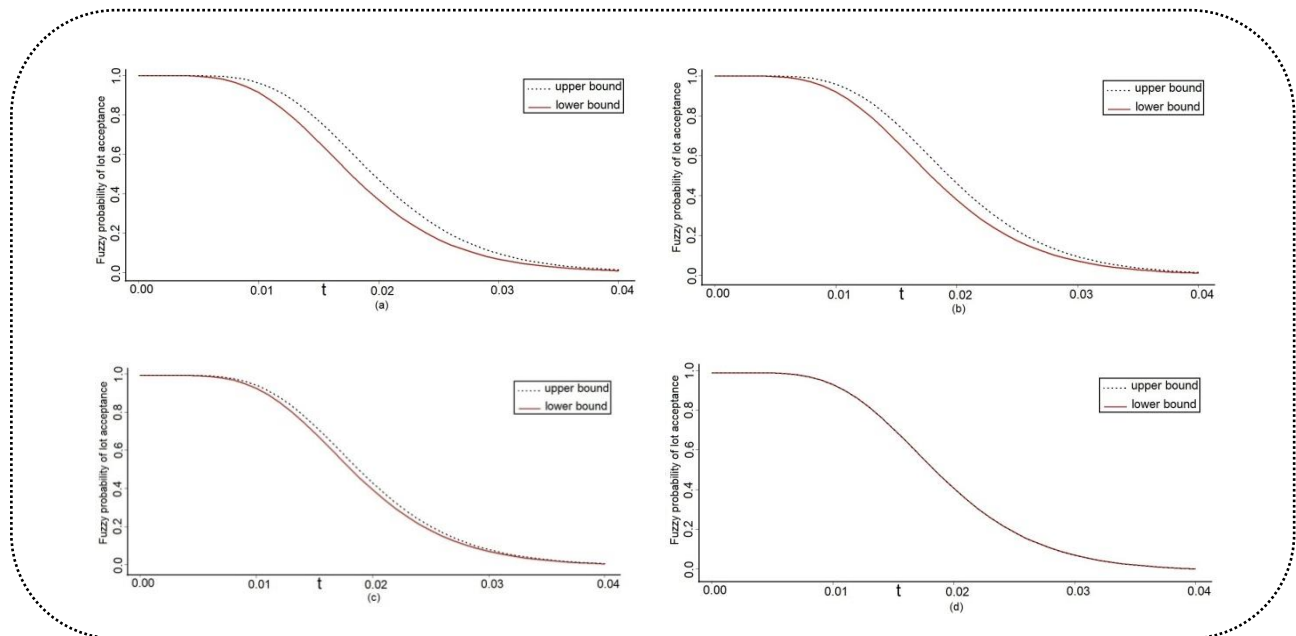 Fuzzy probability of lot acceptance
1.0
0.8
0.6
0.4
0.2
0.0
upper bound
lower bound
0.00 0.01 t 0.02 0.03 0.04
(a)
Fuzzy probability of lot acceptance
1.0
0.8
0.6
0.4
0.2
0.0
upper bound
lower bound
0.00 0.01 t 0.02 0.03 0.04
(b)
Fuzzy probability of lot acceptance
1.0
0.8
0.6
0.4
0.2
0.0
upper bound
lower bound
0.00 0.01 t 0.02 0.03 0.04
(c)
Fuzzy probability of lot acceptance
1.0
0.8
0.6
0.4
0.2
0.0
upper bound
lower bound
0.00 0.01 t 0.02 0.03 0.04
(d)